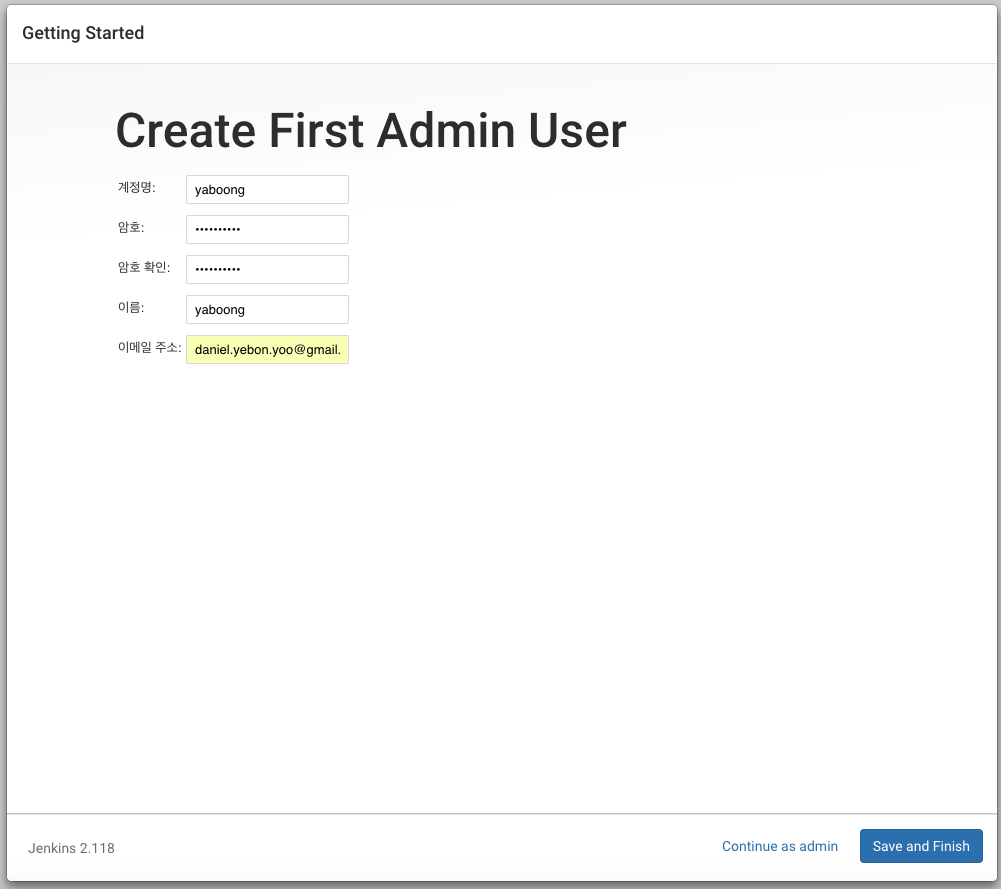 Getting Started
Create First Admin User
계정명: yaboong
암호: ••••••••••
암호 확인: ••••••••••
이름: yaboong
이메일 주소: daniel.yebon.yoo@gmail.
Jenkins 2.118 Continue as admin Save and Finish